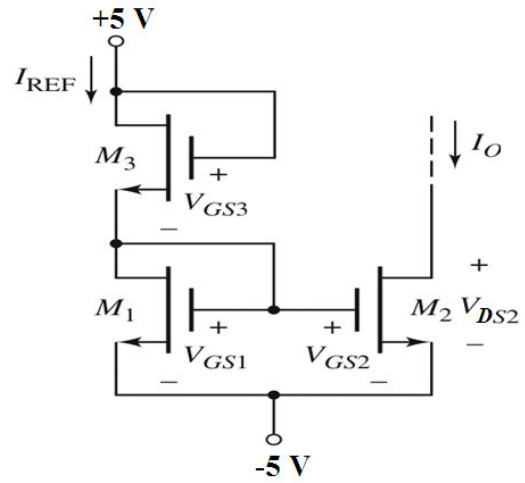 +5 V
I_REF
M_3
+
V_GS3
−
I_O
M_1
+
V_GS1
−
+
V_GS2
−
M_2
+
V_DS2
−
-5 V